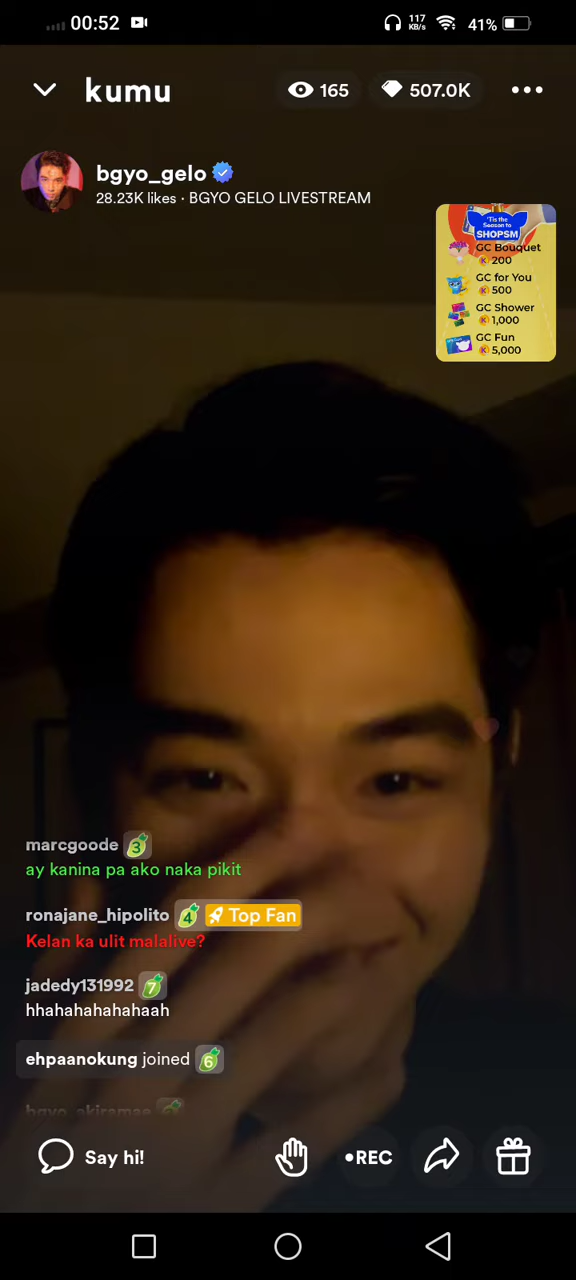 00:52
117
KB/s
41%
kumu
165
507.0K
bgyo_gelo
28.23K likes · BGYO GELO LIVESTREAM
'Tis the
Season to
SHOPSM
GC Bouquet
200
GC for You
500
GC Shower
1,000
GC Fun
5,000
marcgoode 3
ay kanina pa ako naka pikit
ronajane_hipolito 4 Top Fan
Kelan ka ulit malalive?
jadedy131992 7
hhahahahahahaah
ehpaanokung joined 6
bgyo_akiramae
Say hi!
REC